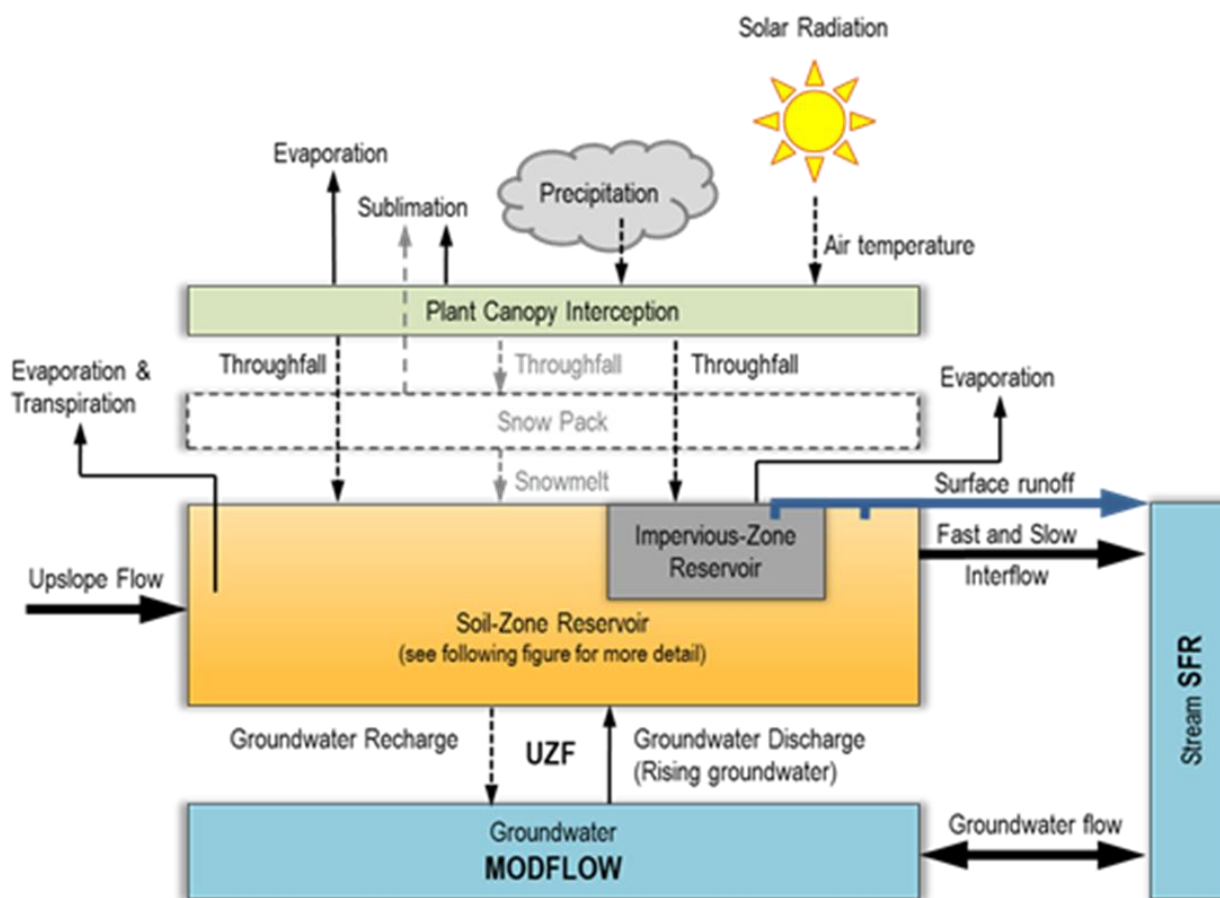 Solar Radiation
Evaporation
Sublimation
Precipitation
Air temperature
Plant Canopy Interception
Throughfall
Throughfall
Throughfall
Evaporation &
Transpiration
Evaporation
Snow Pack
Snowmelt
Surface runoff
Impervious-Zone
Reservoir
Fast and Slow
Interflow
Upslope Flow
Soil-Zone Reservoir
(see following figure for more detail)
Stream SFR
Groundwater Recharge
UZF
Groundwater Discharge
(Rising groundwater)
Groundwater
MODFLOW
Groundwater flow